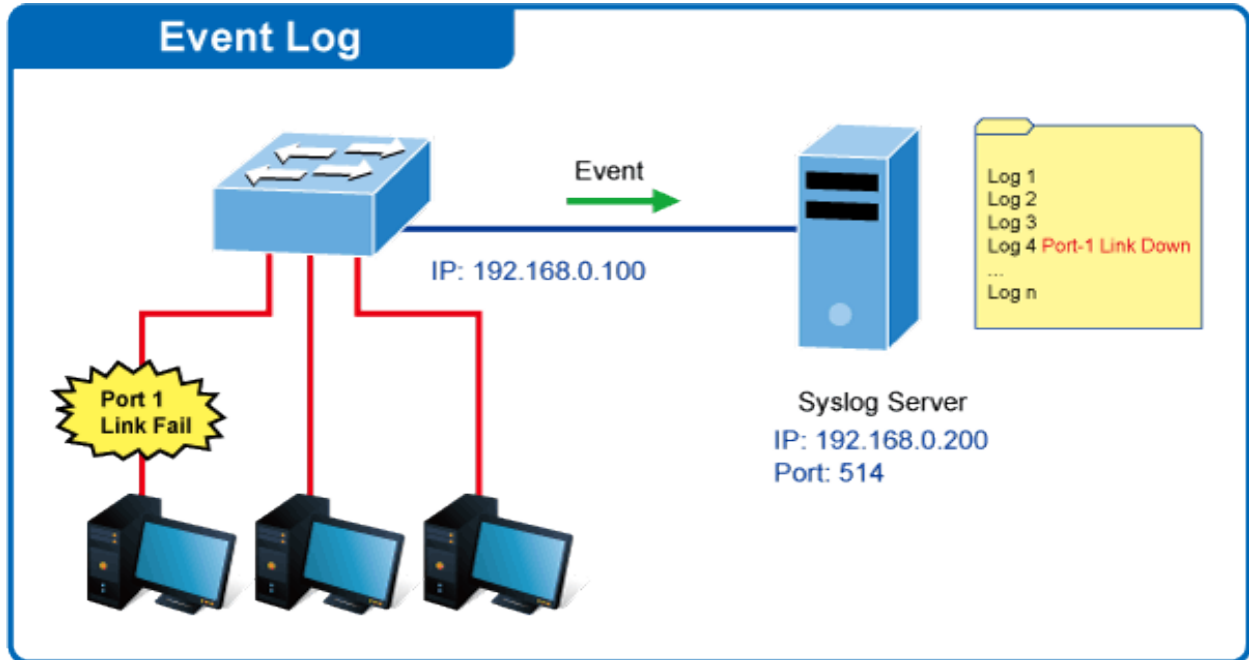 Event Log
Event
IP: 192.168.0.100
Port 1
Link Fail
Log 1
Log 2
Log 3
Log 4 Port-1 Link Down
...
Log n
Syslog Server
IP: 192.168.0.200
Port: 514